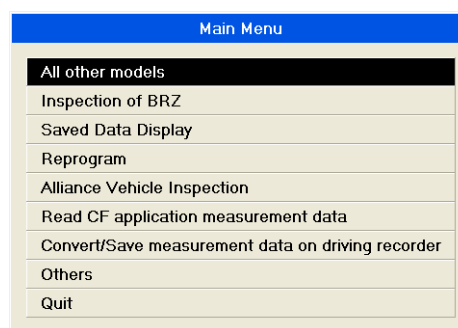 Main Menu
All other models
Inspection of BRZ
Saved Data Display
Reprogram
Alliance Vehicle Inspection
Read CF application measurement data
Convert/Save measurement data on driving recorder
Others
Quit